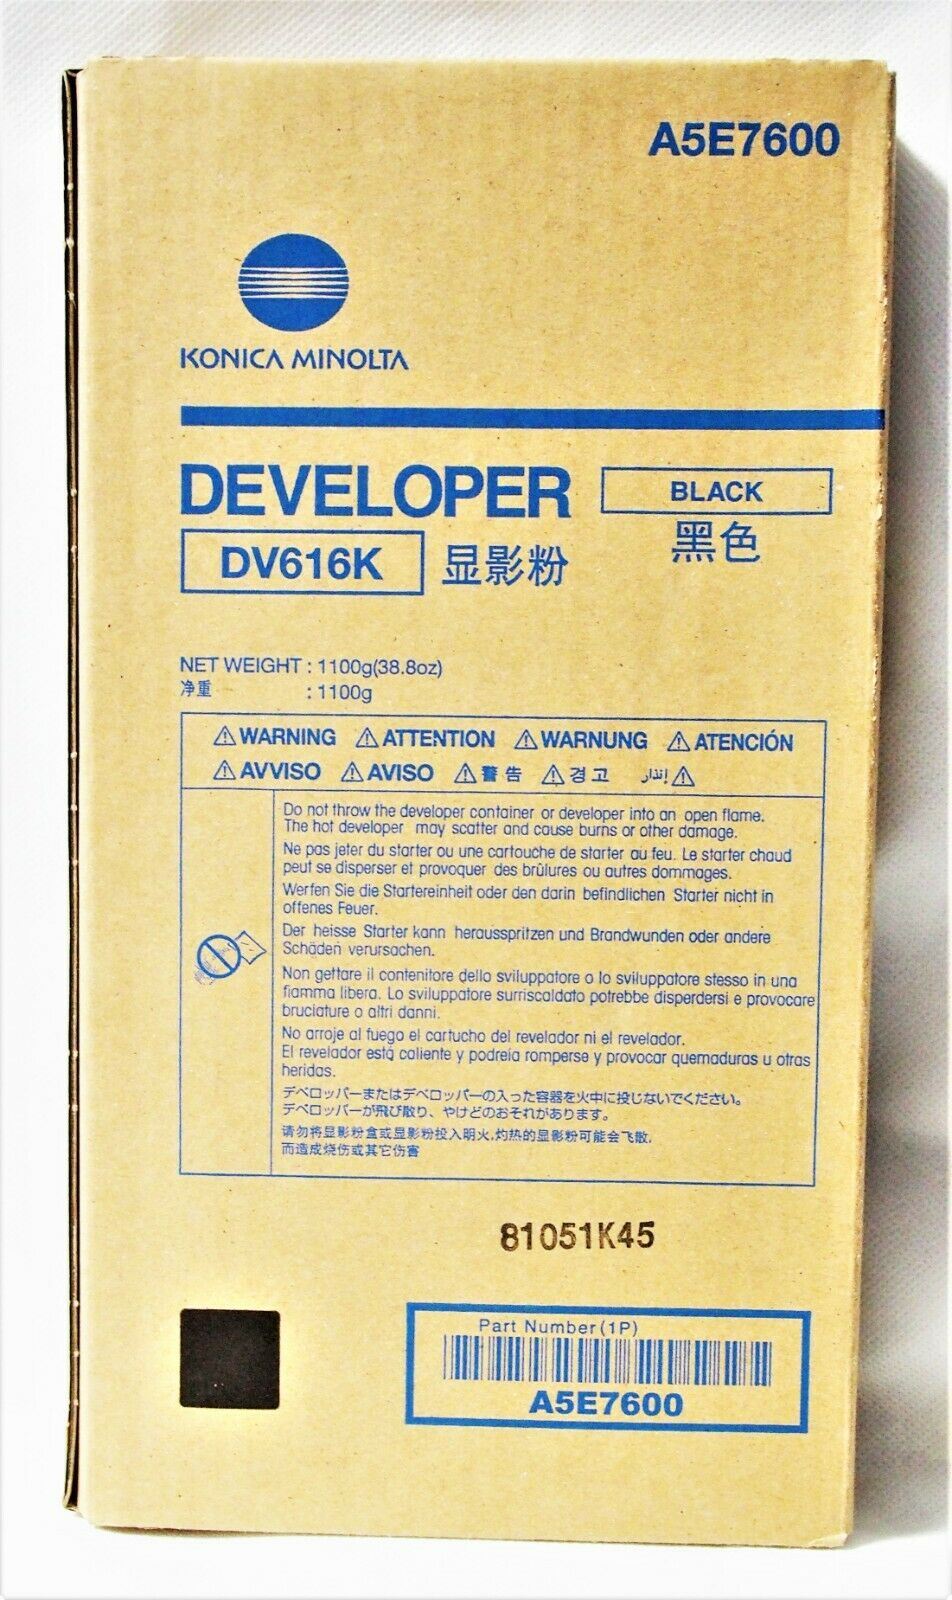 A5E7600
KONICA MINOLTA
DEVELOPER
BLACK
DV616K
显影粉
黑色
NET WEIGHT : 1100g(38.8oz)
净重 : 1100g
⚠WARNING ⚠ATTENTION ⚠WARNUNG ⚠ATENCIÓN
⚠AVVISO ⚠AVISO ⚠警告 ⚠경고 إنذار⚠
Do not throw the developer container or developer into an open flame.
The hot developer may scatter and cause burns or other damage.
Ne pas jeter du starter ou une cartouche de starter au feu. Le starter chaud
peut se disperser et provoquer des brûlures ou autres dommages.
Werfen Sie die Startereinheit oder den darin befindlichen Starter nicht in
offenes Feuer.
Der heisse Starter kann herausspritzen und Brandwunden oder andere
Schäden verursachen.
Non gettare il contenitore dello sviluppatore o lo sviluppatore stesso in una
fiamma libera. Lo sviluppatore surriscaldato potrebbe disperdersi e provocare
bruciature o altri danni.
No arroje al fuego el cartucho del revelador ni el revelador.
El revelador está caliente y podreia romperse y provocar quemaduras u otras
heridas.
デベロッパーまたはデベロッパーの入った容器を火中に投じないでください。
デベロッパーが飛び散り、やけどのおそれがあります。
请勿将显影粉盒或显影粉投入明火,灼热的显影粉可能会飞散,
而造成烧伤或其它伤害
81051K45
Part Number(1P)
A5E7600